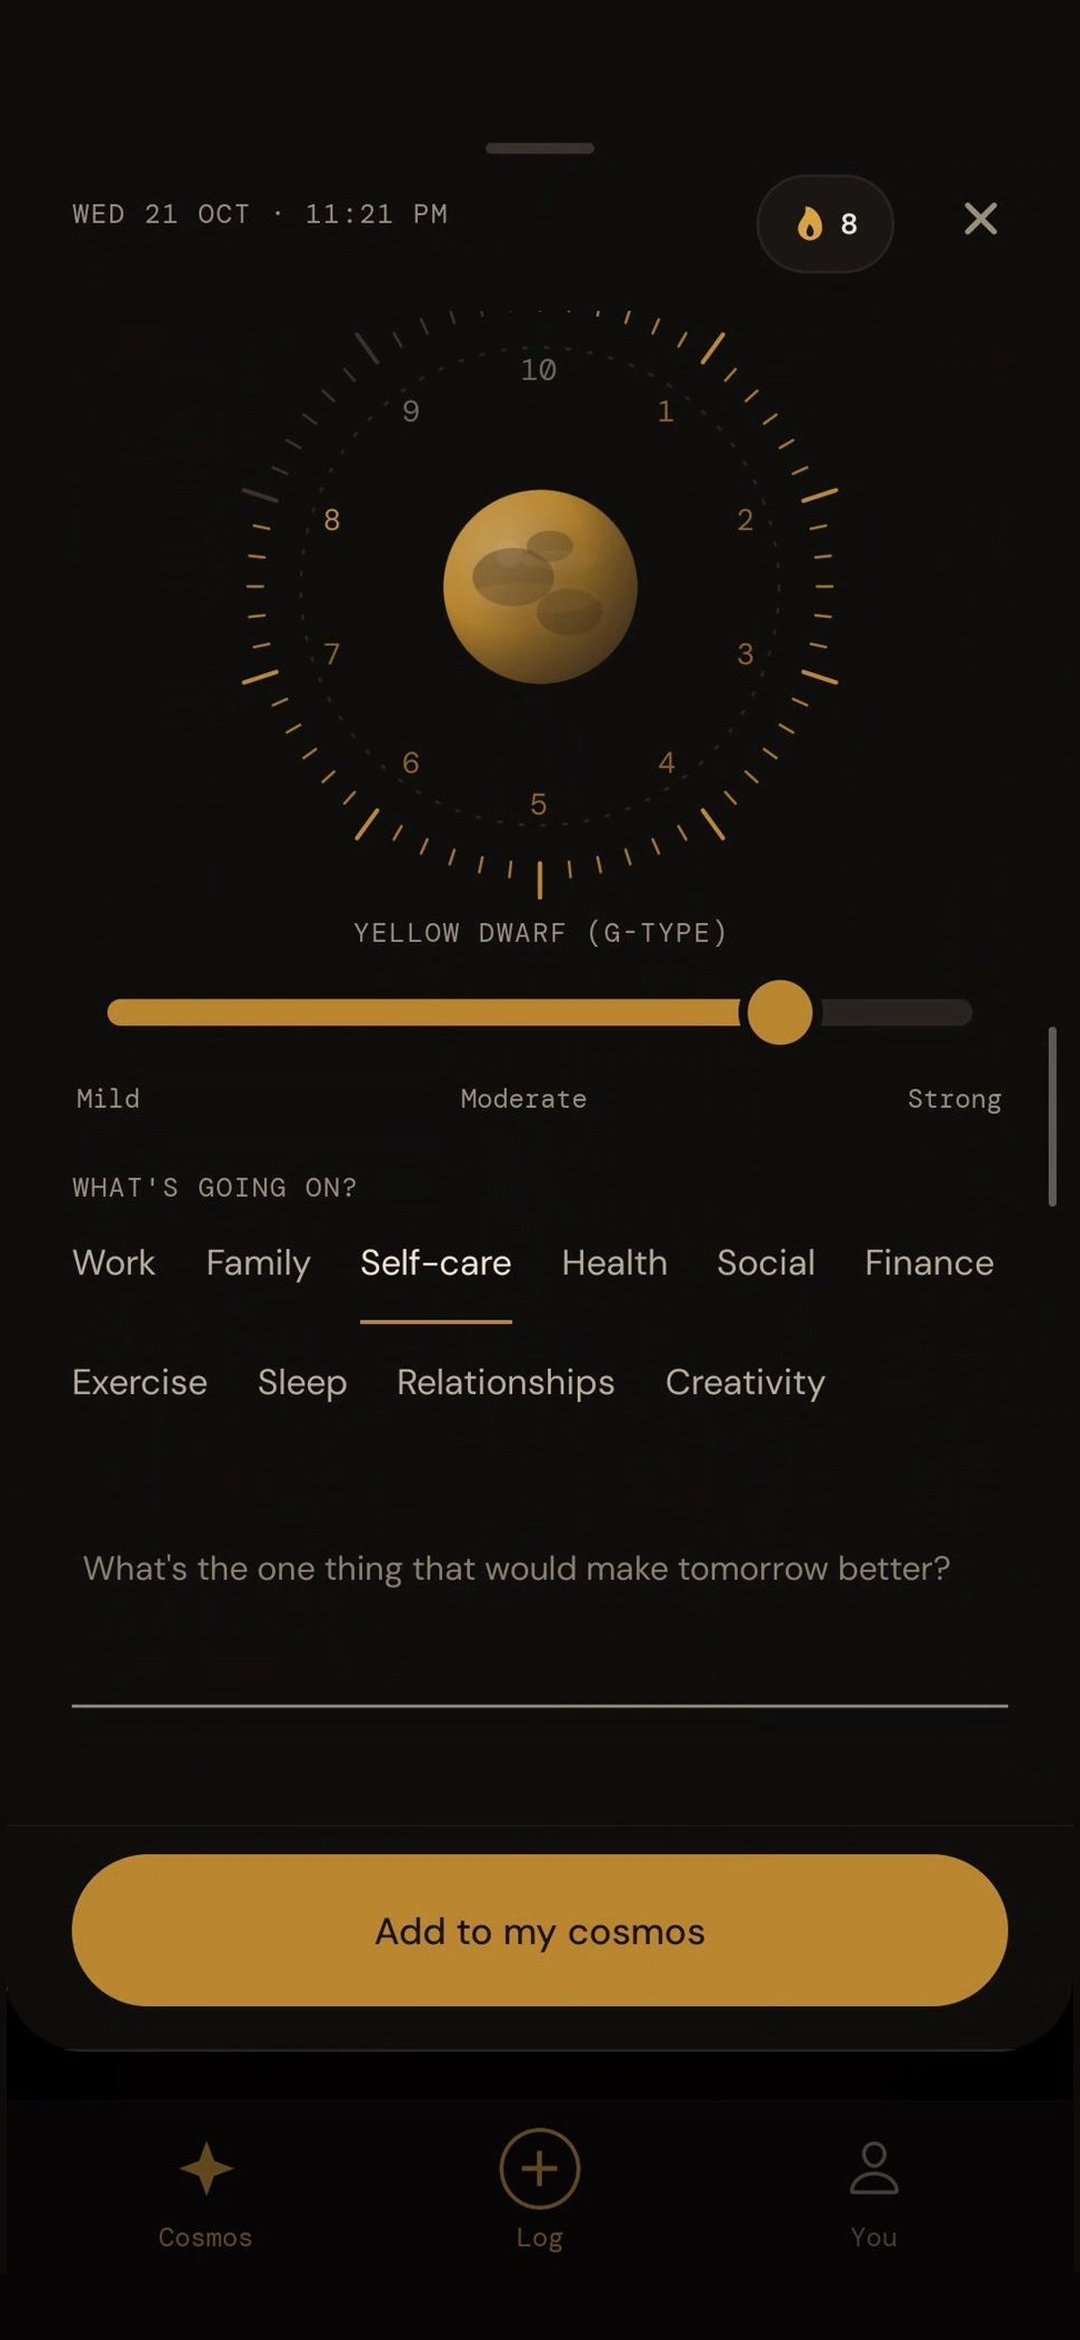 WED 21 OCT · 11:21 PM
8
10
9
1
8
2
7
3
6
4
5
YELLOW DWARF (G-TYPE)
Mild Moderate Strong
WHAT'S GOING ON?
Work Family Self-care Health Social Finance
Exercise Sleep Relationships Creativity
What's the one thing that would make tomorrow better?
Add to my cosmos
Cosmos Log You